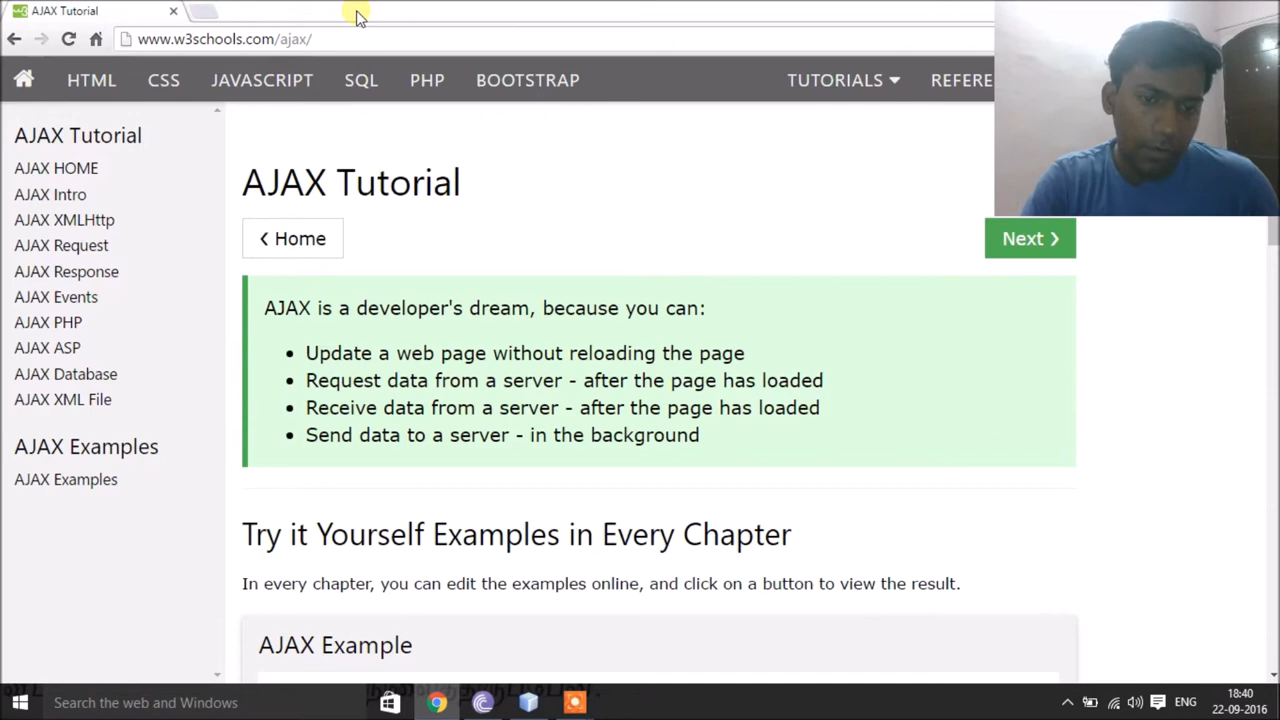 AJAX Tutorial
www.w3schools.com/ajax/
HTML CSS JAVASCRIPT SQL PHP BOOTSTRAP TUTORIALS REFERE
AJAX Tutorial
AJAX HOME
AJAX Intro
AJAX XMLHttp
AJAX Request
AJAX Response
AJAX Events
AJAX PHP
AJAX ASP
AJAX Database
AJAX XML File
AJAX Examples
AJAX Examples
AJAX Tutorial
❮ Home
Next ❯
AJAX is a developer's dream, because you can:
• Update a web page without reloading the page
• Request data from a server - after the page has loaded
• Receive data from a server - after the page has loaded
• Send data to a server - in the background
Try it Yourself Examples in Every Chapter
In every chapter, you can edit the examples online, and click on a button to view the result.
AJAX Example
Search the web and Windows
ENG
18:40
22-09-2016